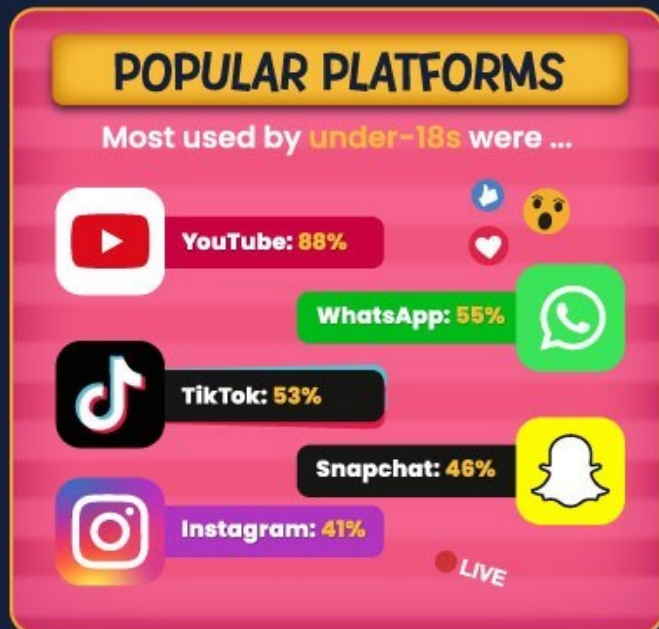 POPULAR PLATFORMS
Most used by under-18s were ...
YouTube: 88%
WhatsApp: 55%
TikTok: 53%
Snapchat: 46%
Instagram: 41%
LIVE